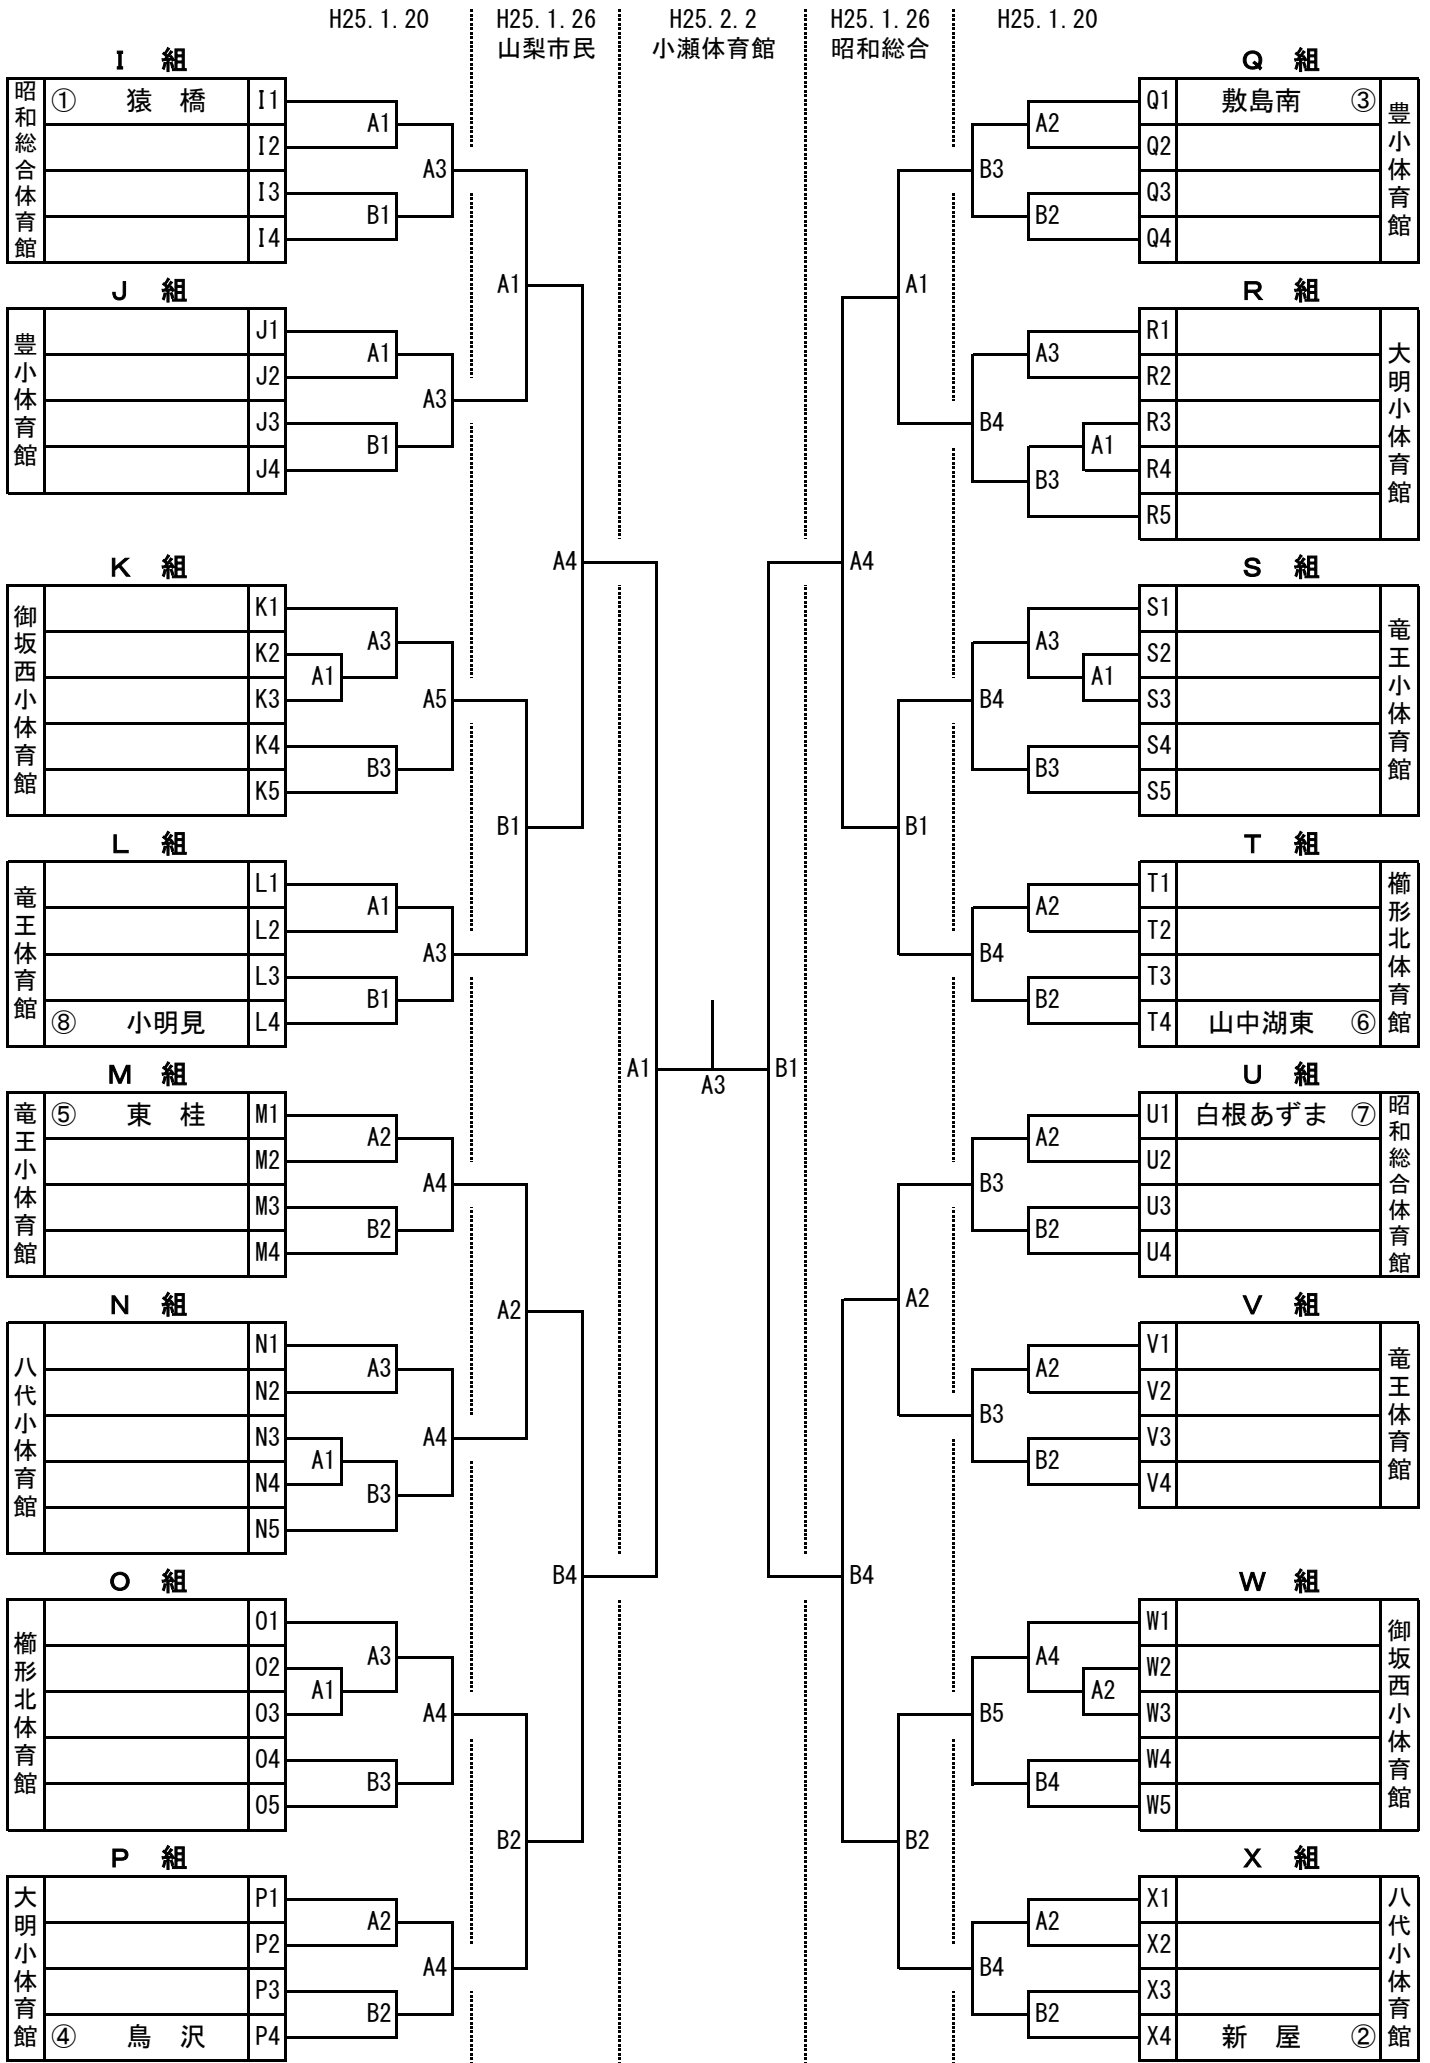 H25.1.20
H25.1.26
H25.2.2
H25.1.26
H25.1.20
山梨市民
小瀬体育館
昭和総合
I 組
昭和総合体育館
① 猿 橋 I1
I2
I3
I4
A1
B1
A3
J 組
豊小体育館
J1
J2
J3
J4
A1
B1
A3
A1
K 組
御坂西小体育館
K1
K2
K3
K4
K5
A1
A3
B3
A5
L 組
竜王体育館
L1
L2
L3
⑧ 小明見 L4
A1
B1
A3
B1
A4
M 組
竜王小体育館
⑤ 東 桂 M1
M2
M3
M4
A2
B2
A4
N 組
八代小体育館
N1
N2
N3
N4
N5
A3
A1
B3
A4
A2
O 組
櫛形北体育館
O1
O2
O3
O4
O5
A1
A3
B3
A4
P 組
大明小体育館
P1
P2
P3
④ 鳥 沢 P4
A2
B2
A4
B2
B4
A1
A3
B1
Q 組
豊小体育館
Q1 敷島南 ③
Q2
Q3
Q4
A2
B2
B3
R 組
大明小体育館
R1
R2
R3
R4
R5
A3
A1
B3
B4
A1
S 組
竜王小体育館
S1
S2
S3
S4
S5
A3
A1
B3
B4
T 組
櫛形北体育館
T1
T2
T3
T4 山中湖東 ⑥
A2
B2
B4
B1
A4
U 組
昭和総合体育館
U1 白根あずま ⑦
U2
U3
U4
A2
B2
B3
V 組
竜王体育館
V1
V2
V3
V4
A2
B2
B3
A2
W 組
御坂西小体育館
W1
W2
W3
W4
W5
A4
A2
B4
B5
X 組
八代小体育館
X1
X2
X3
X4 新 屋 ②
A2
B2
B4
B2
B4